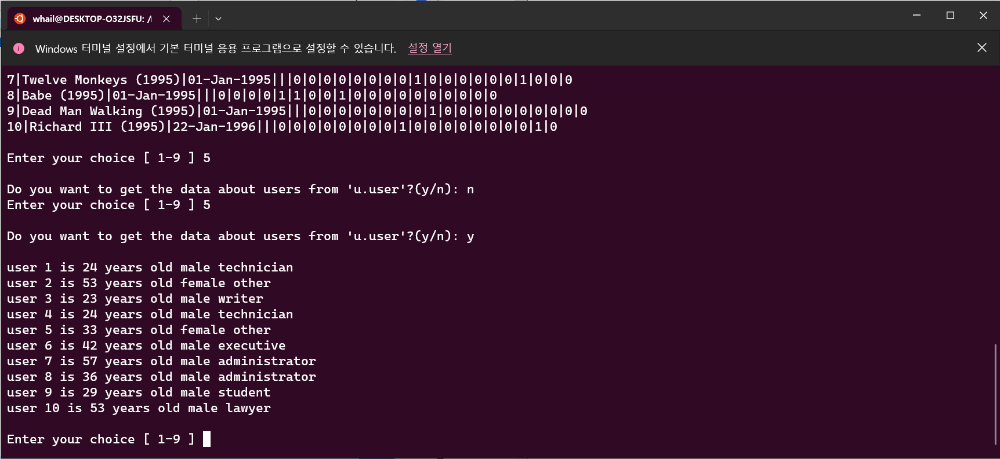 whail@DESKTOP-O32JSFU: /
Windows 터미널 설정에서 기본 터미널 응용 프로그램으로 설정할 수 있습니다. 설정 열기
7|Twelve Monkeys (1995)|01-Jan-1995|||0|0|0|0|0|0|0|0|1|0|0|0|0|0|0|1|0|0|0
8|Babe (1995)|01-Jan-1995|||0|0|0|0|1|1|0|0|1|0|0|0|0|0|0|0|0|0|0
9|Dead Man Walking (1995)|01-Jan-1995|||0|0|0|0|0|0|0|0|1|0|0|0|0|0|0|0|0|0|0
10|Richard III (1995)|22-Jan-1996|||0|0|0|0|0|0|0|0|1|0|0|0|0|0|0|0|0|1|0
Enter your choice [ 1-9 ] 5
Do you want to get the data about users from 'u.user'?(y/n): n
Enter your choice [ 1-9 ] 5
Do you want to get the data about users from 'u.user'?(y/n): y
user 1 is 24 years old male technician
user 2 is 53 years old female other
user 3 is 23 years old male writer
user 4 is 24 years old male technician
user 5 is 33 years old female other
user 6 is 42 years old male executive
user 7 is 57 years old male administrator
user 8 is 36 years old male administrator
user 9 is 29 years old male student
user 10 is 53 years old male lawyer
Enter your choice [ 1-9 ]